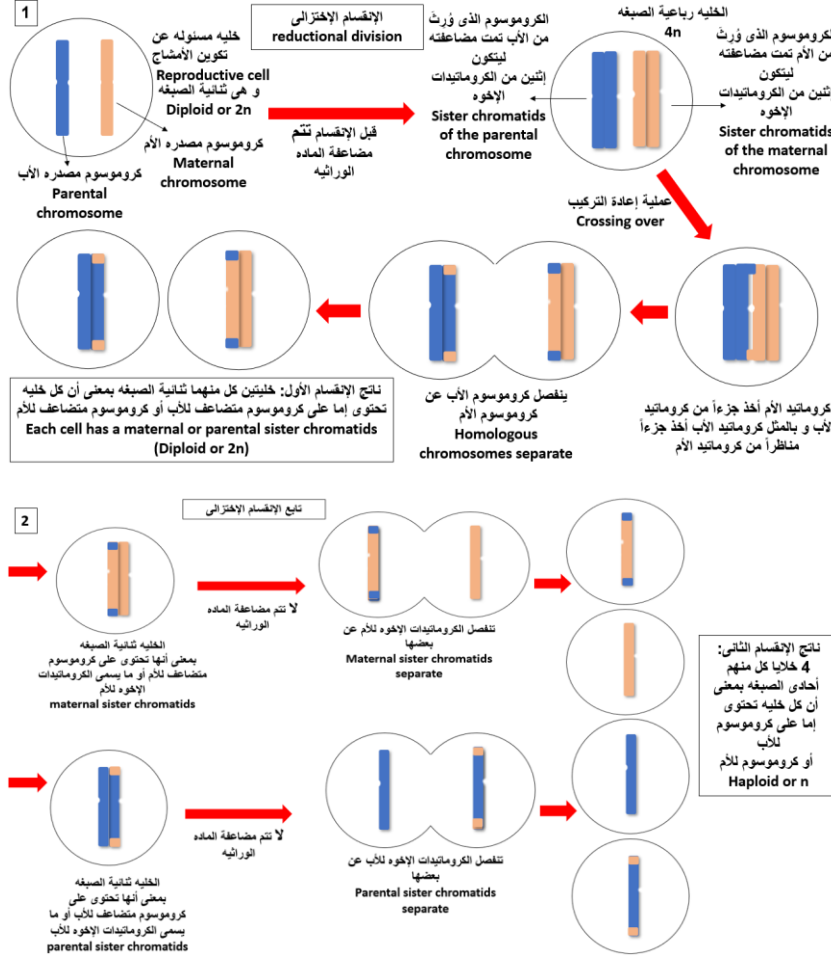 1
خليه مسئوله عن
تكوين الأمشاج
Reproductive cell
و هى ثنائية الصبغه
Diploid or 2n
كروموسوم مصدره الأم
Maternal
chromosome
كروموسوم مصدره الأب
Parental
chromosome
الإنقسام الإختزالى
reductional division
قبل الإنقسام تتم
مضاعفة الماده
الوراثيه
الكروموسوم الذى وُرِثَ
من الأب تمت مضاعفته
ليتكون
إثنين من الكروماتيدات
الإخوه
Sister chromatids
of the parental
chromosome
الخليه رباعية الصبغه
4n
الكروموسوم الذى وُرِثَ
من الأم تمت مضاعفته
ليتكون
إثنين من الكروماتيدات
الإخوه
Sister chromatids
of the maternal
chromosome
عملية إعادة التركيب
Crossing over
كروماتيد الأم أخذ جزءاً من كروماتيد
الأب و بالمثل كروماتيد الأب أخذ جزءاً
مناظراً من كروماتيد الأم
ينفصل كروموسوم الأب عن
كروموسوم الأم
Homologous
chromosomes separate
ناتج الإنقسام الأول: خليتين كل منهما ثنائية الصبغه بمعنى أن كل خليه
تحتوى إما على كروموسوم متضاعف للأب أو كروموسوم متضاعف للأم
Each cell has a maternal or parental sister chromatids
(Diploid or 2n)
2
تابع الإنقسام الإختزالى
الخليه ثنائية الصبغه
بمعنى أنها تحتوى على كروموسوم
متضاعف للأم أو ما يسمى الكروماتيدات
الإخوه للأم
maternal sister chromatids
لا تتم مضاعفة الماده
الوراثيه
تنفصل الكروماتيدات الإخوه للأم عن
بعضها
Maternal sister chromatids
separate
ناتج الإنقسام الثانى:
4 خلايا كل منهم
أحادى الصبغه بمعنى
أن كل خليه تحتوى
إما على كروموسوم
للأب
أو كروموسوم للأم
Haploid or n
الخليه ثنائية الصبغه
بمعنى أنها تحتوى على
كروموسوم متضاعف للأب أو ما
يسمى الكروماتيدات الإخوه للأب
parental sister chromatids
لا تتم مضاعفة الماده
الوراثيه
تنفصل الكروماتيدات الإخوه للأب عن
بعضها
Parental sister chromatids
separate